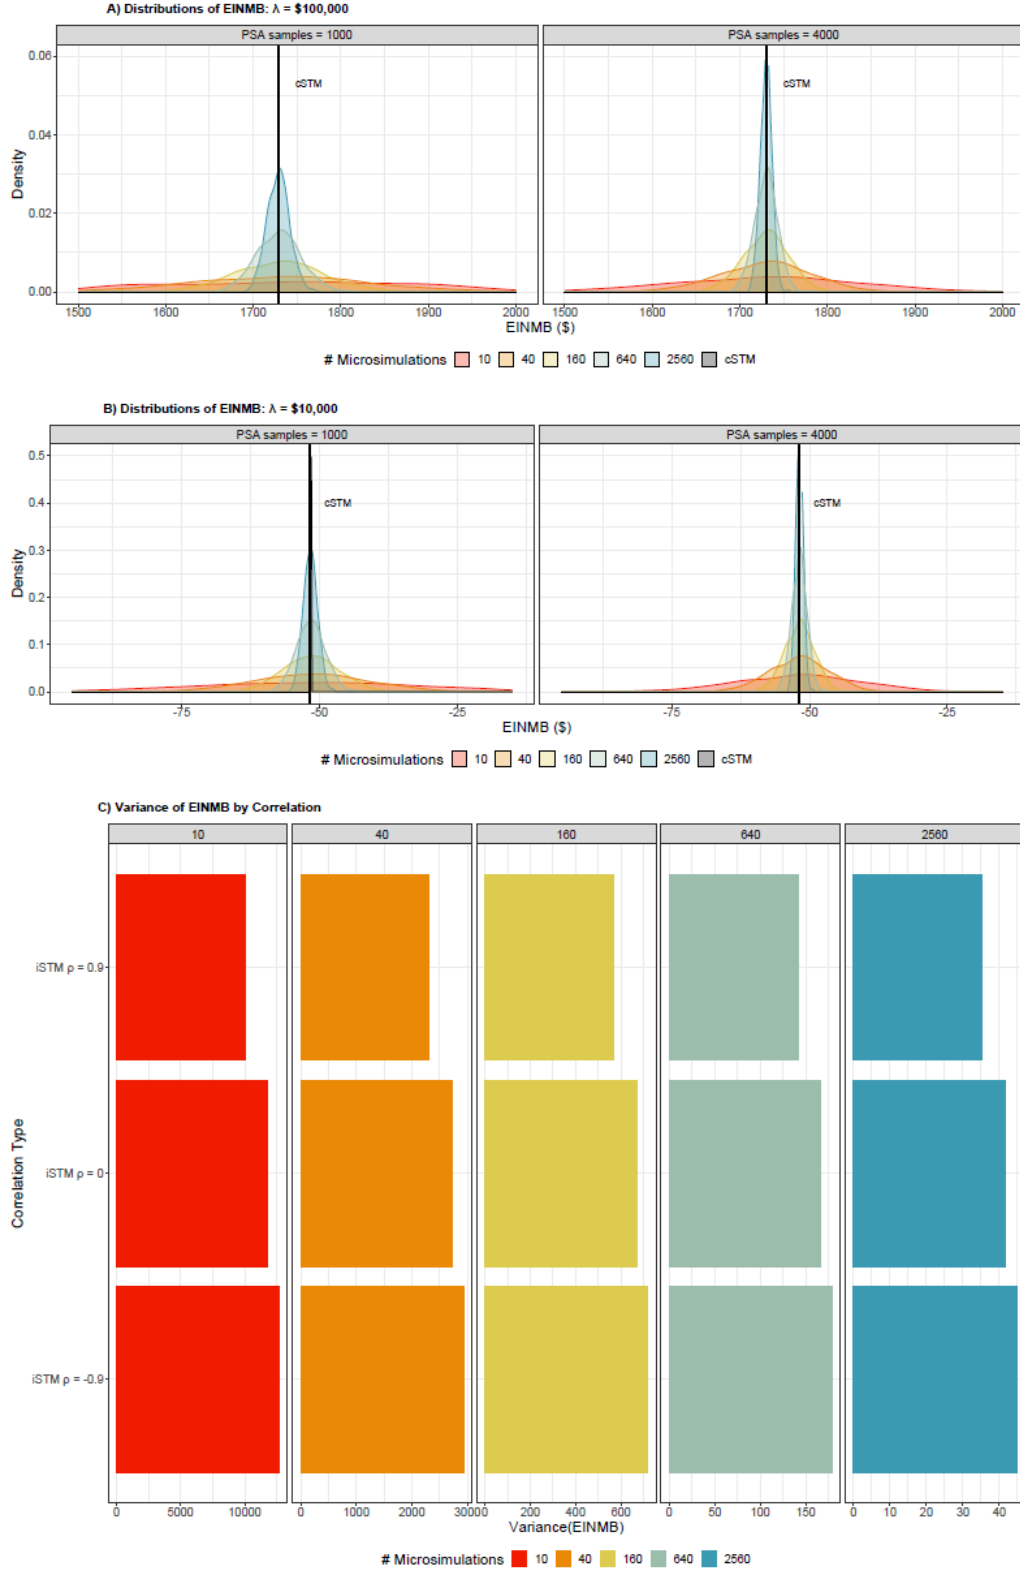 A) Distributions of EINMB: λ = $100,000
PSA samples = 1000
PSA samples = 4000
cSTM
cSTM
Density
0.06
0.04
0.02
0.00
1500 1600 1700 1800 1900 2000
1500 1600 1700 1800 1900 2000
EINMB ($)
# Microsimulations 10 40 160 640 2560 cSTM
B) Distributions of EINMB: λ = $10,000
PSA samples = 1000
PSA samples = 4000
cSTM
cSTM
Density
0.5
0.4
0.3
0.2
0.1
0.0
-75 -50 -25
-75 -50 -25
EINMB ($)
# Microsimulations 10 40 160 640 2560 cSTM
C) Variance of EINMB by Correlation
10 40 160 640 2560
Correlation Type
iSTM ρ = 0.9
iSTM ρ = 0
iSTM ρ = -0.9
0 5000 10000
0 1000 2000 3000
0 200 400 600
0 50 100 150
0 10 20 30 40
Variance(EINMB)
# Microsimulations 10 40 160 640 2560